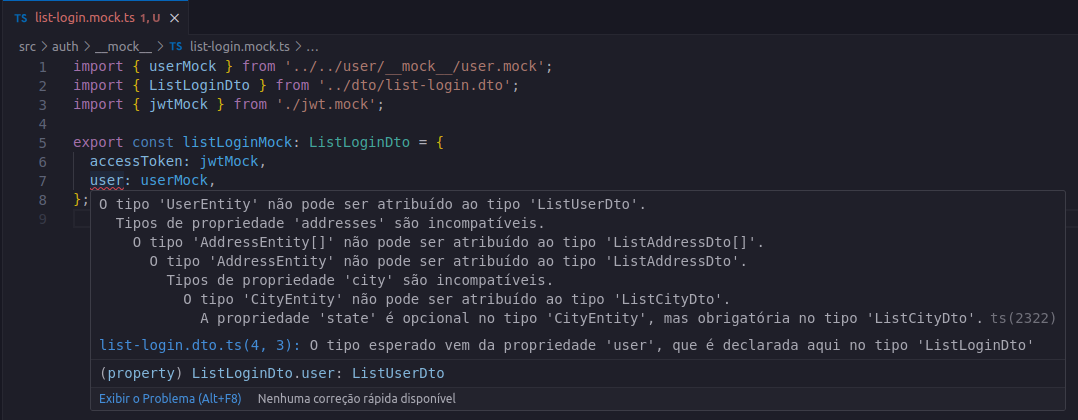 TS list-login.mock.ts 1, U ×
src > auth > __mock__ > TS list-login.mock.ts > ...
1 import { userMock } from '../../user/__mock__/user.mock';
2 import { ListLoginDto } from '../dto/list-login.dto';
3 import { jwtMock } from './jwt.mock';
4
5 export const listLoginMock: ListLoginDto = {
6 accessToken: jwtMock,
7 user: userMock,
8 };
9
O tipo 'UserEntity' não pode ser atribuído ao tipo 'ListUserDto'.
Tipos de propriedade 'addresses' são incompatíveis.
O tipo 'AddressEntity[]' não pode ser atribuído ao tipo 'ListAddressDto[]'.
O tipo 'AddressEntity' não pode ser atribuído ao tipo 'ListAddressDto'.
Tipos de propriedade 'city' são incompatíveis.
O tipo 'CityEntity' não pode ser atribuído ao tipo 'ListCityDto'.
A propriedade 'state' é opcional no tipo 'CityEntity', mas obrigatória no tipo 'ListCityDto'. ts(2322)
list-login.dto.ts(4, 3): O tipo esperado vem da propriedade 'user', que é declarada aqui no tipo 'ListLoginDto'
(property) ListLoginDto.user: ListUserDto
Exibir o Problema (Alt+F8) Nenhuma correção rápida disponível